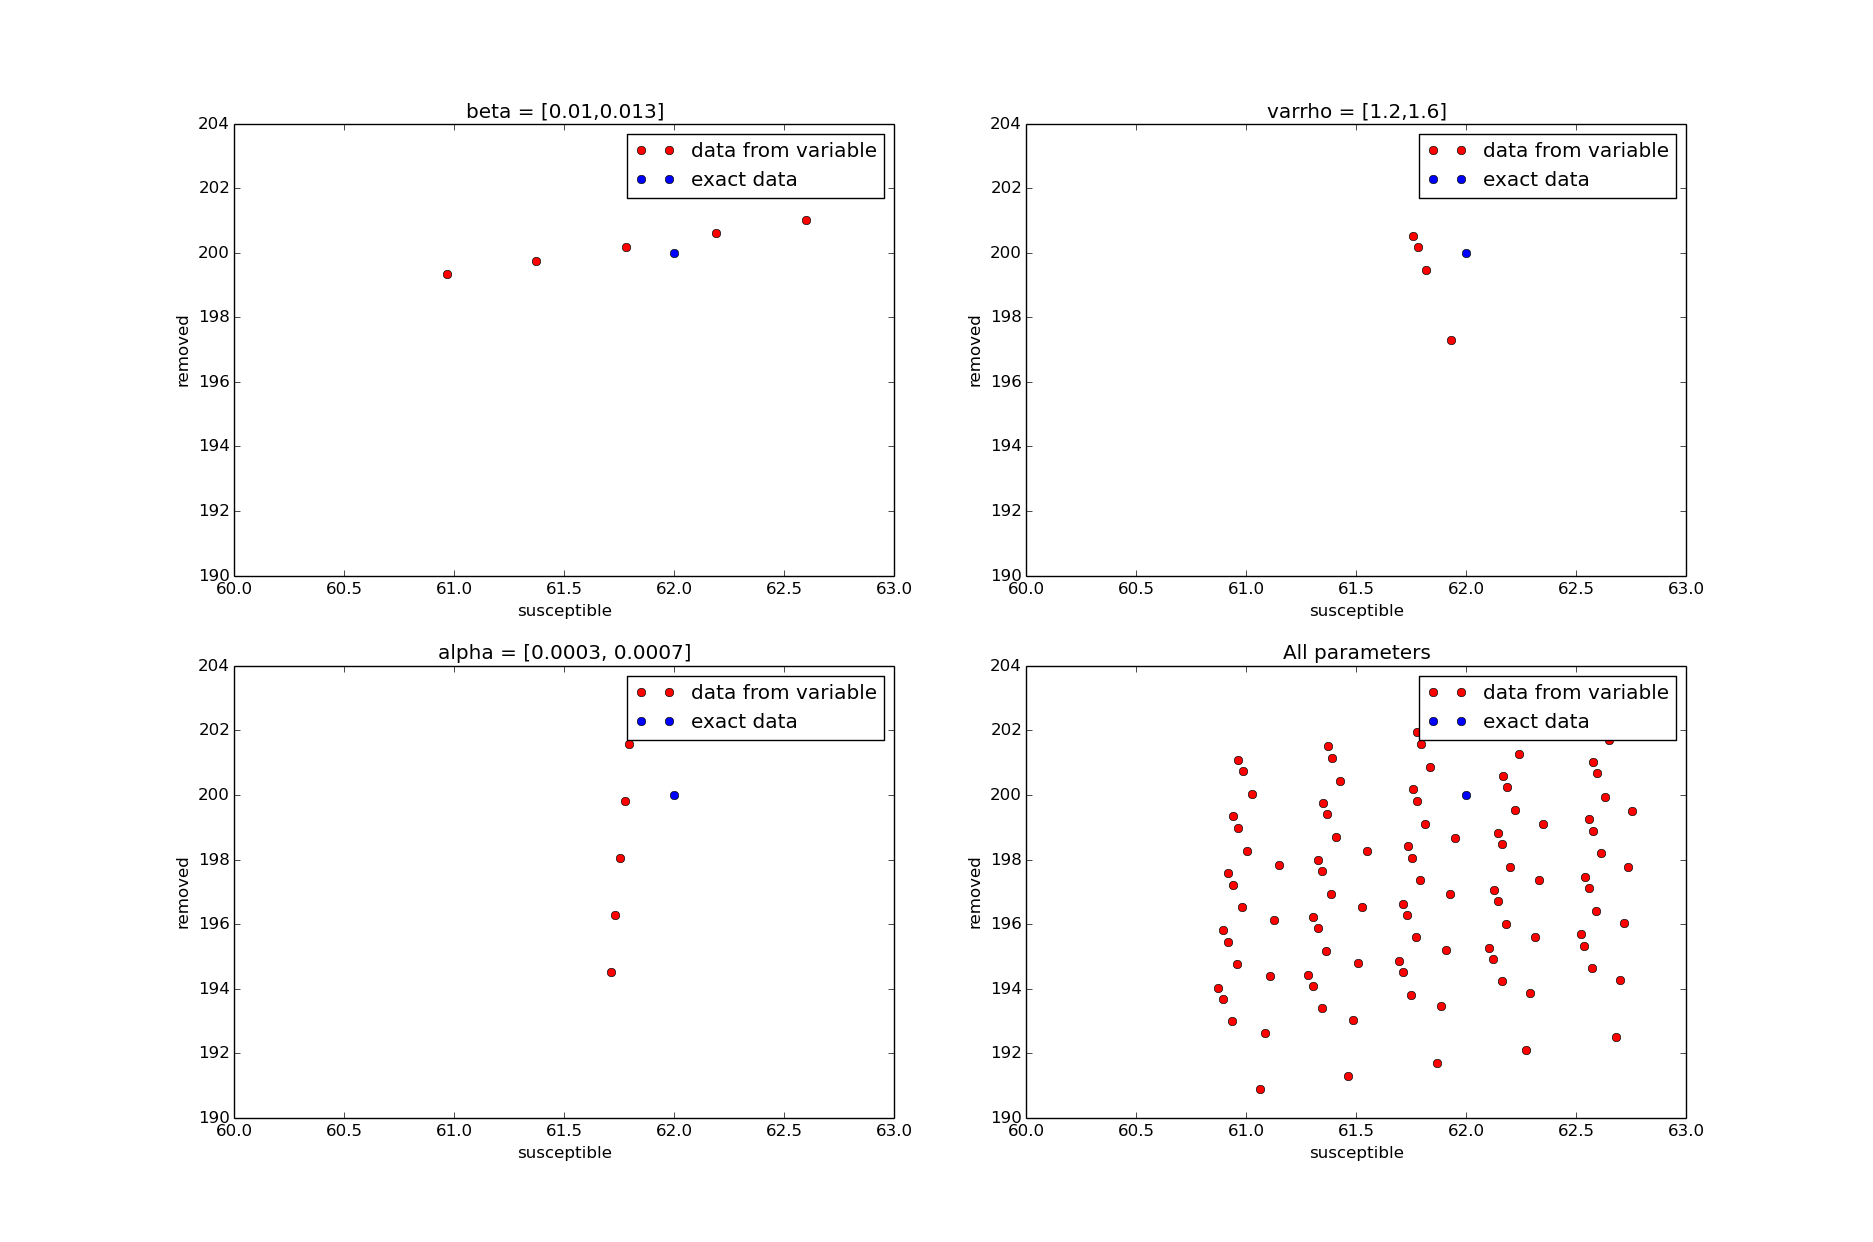 beta = [0.01,0.013]
204
202
200
198
196
194
192
190
removed
data from variable
exact data
60.0 60.5 61.0 61.5 62.0 62.5 63.0
susceptible
varrho = [1.2,1.6]
204
202
200
198
196
194
192
190
removed
data from variable
exact data
60.0 60.5 61.0 61.5 62.0 62.5 63.0
susceptible
alpha = [0.0003, 0.0007]
204
202
200
198
196
194
192
190
removed
data from variable
exact data
60.0 60.5 61.0 61.5 62.0 62.5 63.0
susceptible
All parameters
204
202
200
198
196
194
192
190
removed
data from variable
exact data
60.0 60.5 61.0 61.5 62.0 62.5 63.0
susceptible